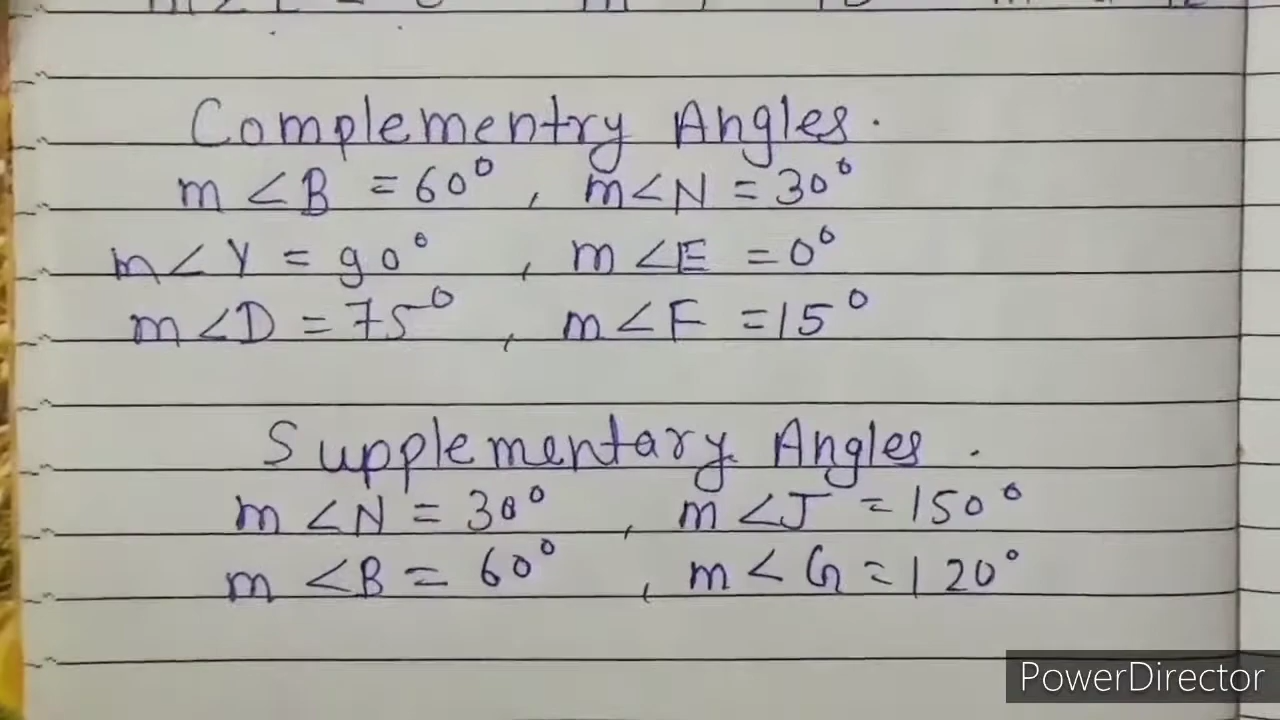 Complementry Angles.
m∠B = 60°, m∠N = 30°
m∠Y = 90°, m∠E = 0°
m∠D = 75°, m∠F = 15°
Supplementary Angles.
m∠N = 30°, m∠J = 150°
m∠B = 60°, m∠G = 120°
PowerDirector